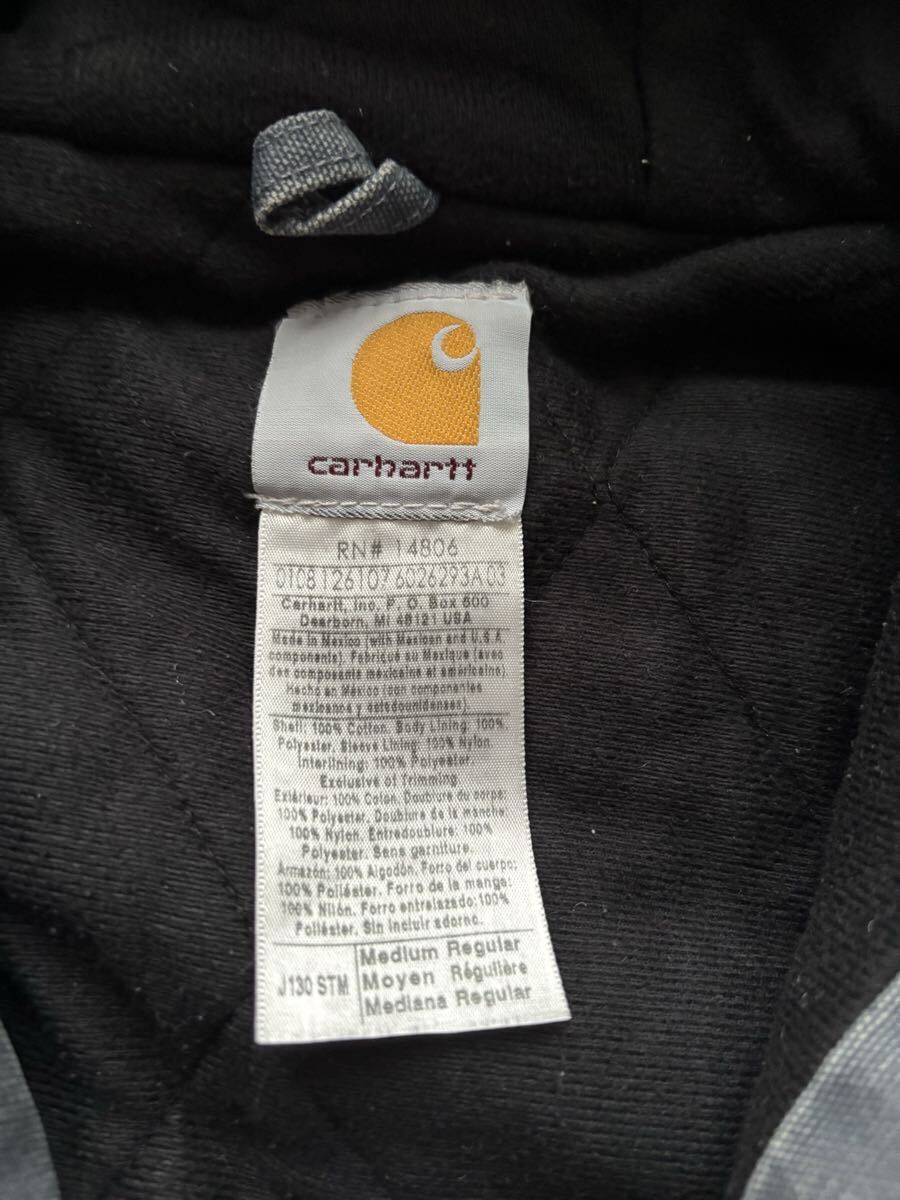 carhartt
RN# 14806
0108126107 6026293A 03
Carhartt, Inc. P. O. Box 600
Dearborn, MI 48121 USA
Made in Mexico (with Mexican and U.S.A
components). Fabriqué au Mexique (avec
des composants mexicains et américains)
Hecho en México (con componentes
mexicanos y estadounidenses)
Shell: 100% Cotton. Body Lining: 100%
Polyester. Sleeve Lining: 100% Nylon.
Interlining: 100% Polyester
Exclusive of Trimming
Extérieur: 100% Coton. Doublure du corps:
100% Polyester. Doublure de la manche:
100% Nylon. Entredoublure: 100%
Polyester. Sans garniture.
Armazón: 100% Algodón. Forro del cuerpo:
100% Poliéster. Forro de la manga:
100% Nilón. Forro entrelazado: 100%
Poliéster. Sin incluir adorno.
J130 STM
Medium Regular
Moyen Régulière
Mediana Regular